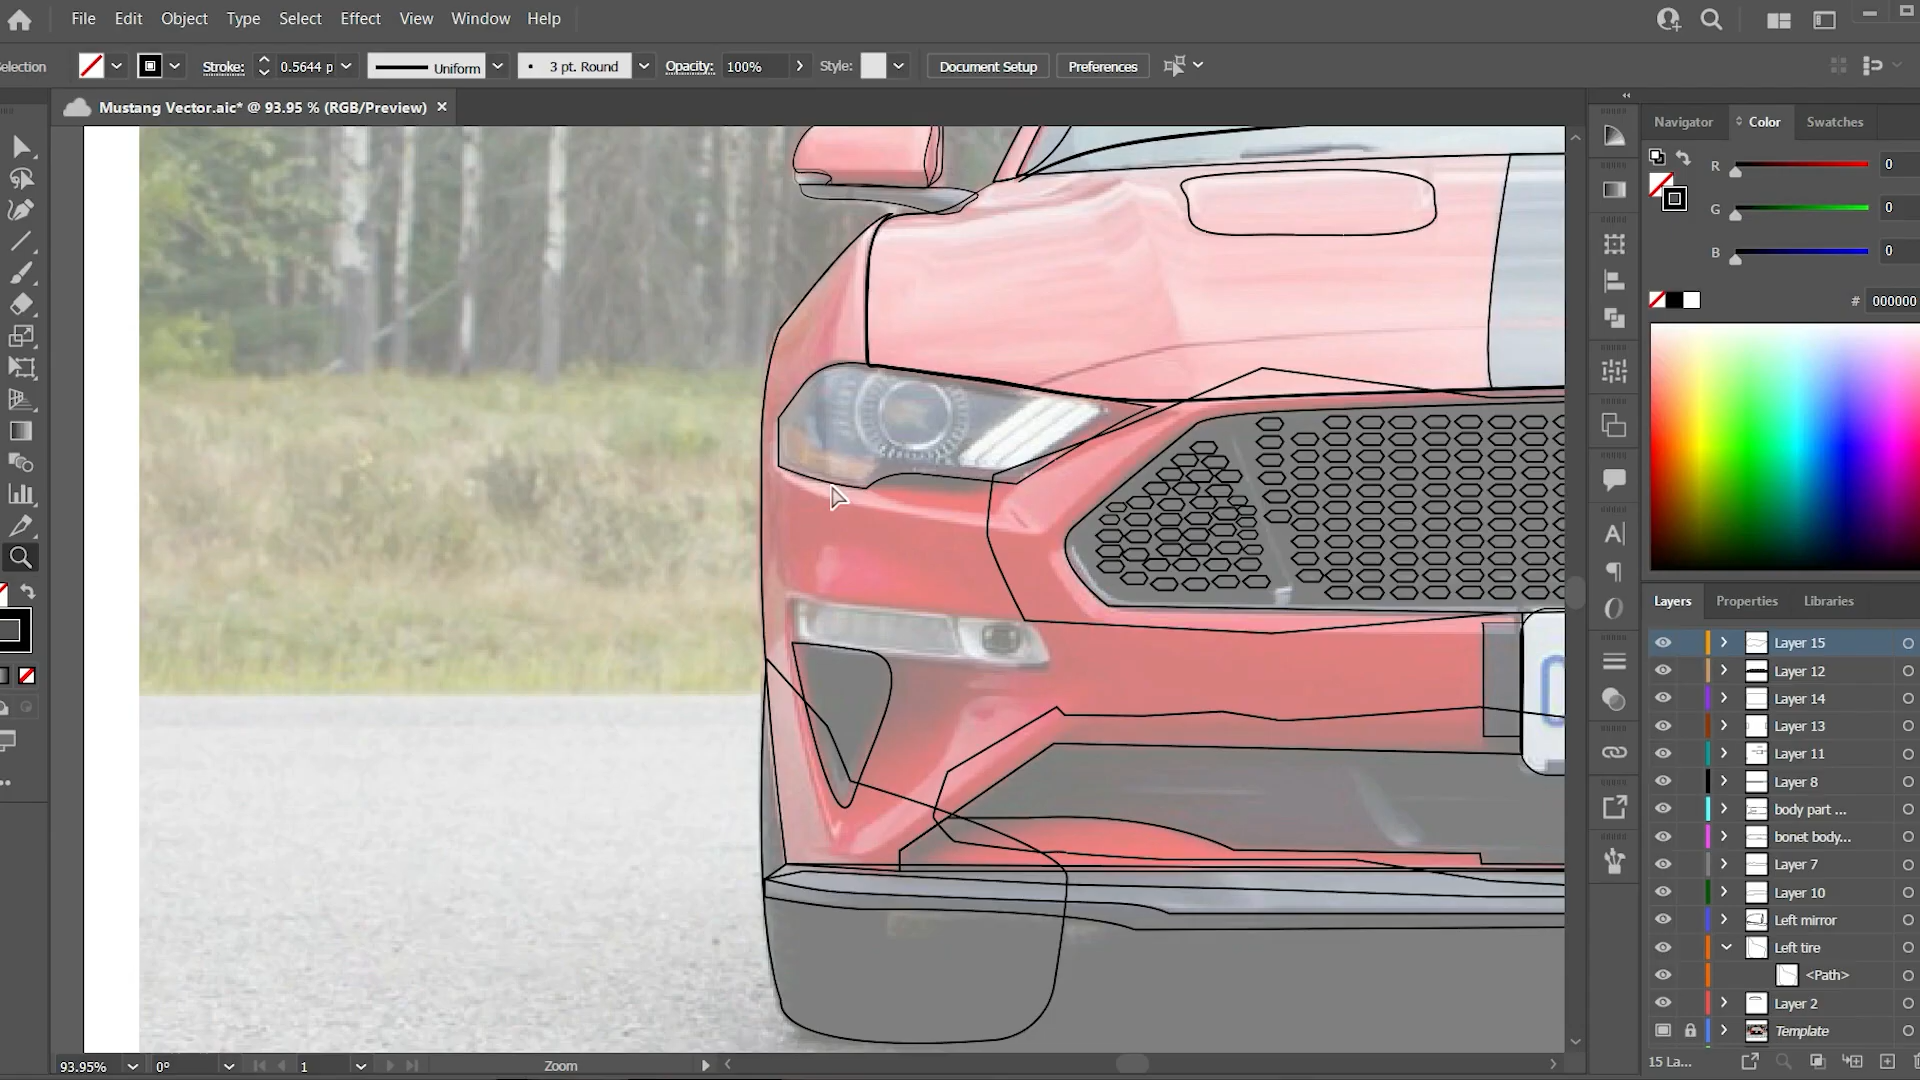 File Edit Object Type Select Effect View Window Help
election Stroke: 0.5644 p Uniform 3 pt. Round Opacity: 100% Style: Document Setup Preferences
Mustang Vector.aic* @ 93.95 % (RGB/Preview) ×
Navigator Color Swatches
R 0
G 0
B 0
# 000000
Layers Properties Libraries
Layer 15
Layer 12
Layer 14
Layer 13
Layer 11
Layer 8
body part ...
bonet body...
Layer 7
Layer 10
Left mirror
Left tire
<Path>
Layer 2
Template
15 La...
93.95% 0° 1 Zoom